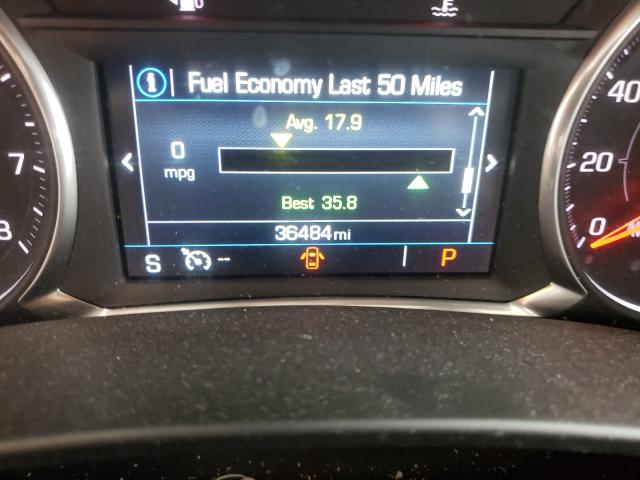 Fuel Economy Last 50 Miles
Avg. 17.9
0
mpg
Best 35.8
36484 mi
S -- P
7
8
40
20
0